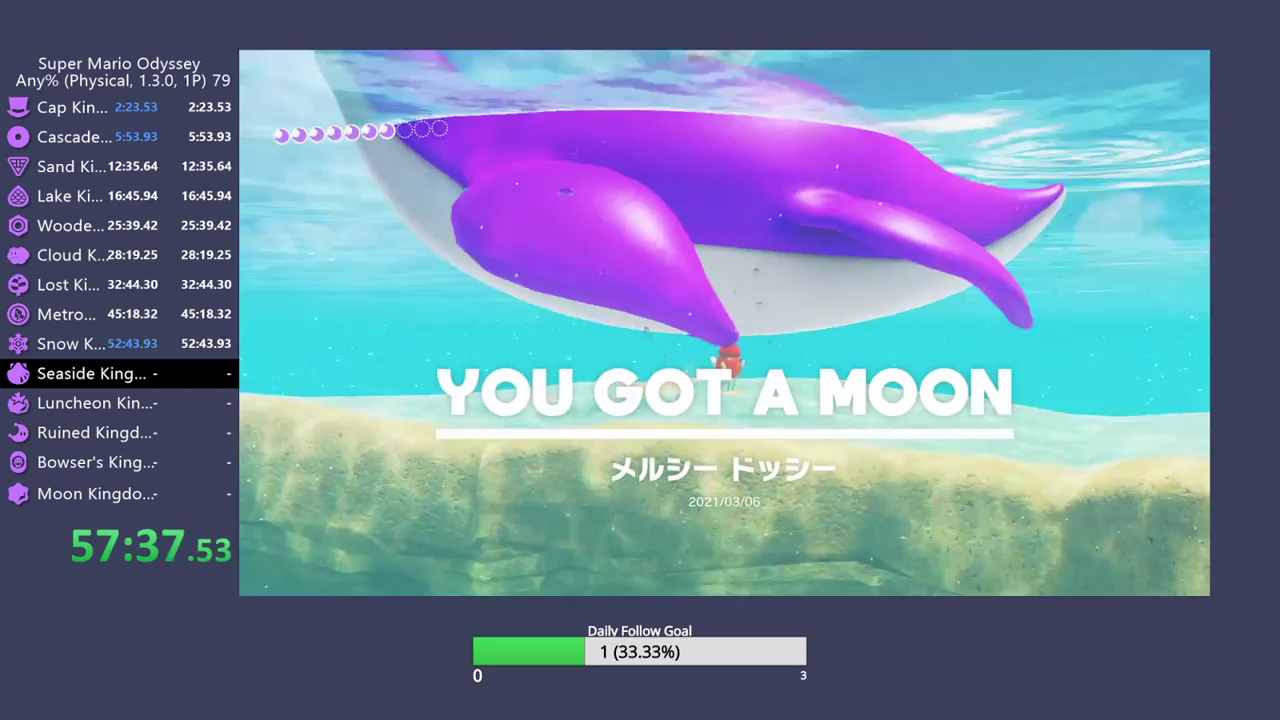 Super Mario Odyssey
Any% (Physical, 1.3.0, 1P) 79
Cap Kin... 2:23.53 2:23.53
Cascade... 5:53.93 5:53.93
Sand Ki... 12:35.64 12:35.64
Lake Ki... 16:45.94 16:45.94
Woode... 25:39.42 25:39.42
Cloud K... 28:19.25 28:19.25
Lost Ki... 32:44.30 32:44.30
Metro... 45:18.32 45:18.32
Snow K... 52:43.93 52:43.93
Seaside King... - -
Luncheon Kin... - -
Ruined Kingd... - -
Bowser's King... - -
Moon Kingdo... - -
57:37.53
YOU GOT A MOON
メルシー ドッシー
2021/03/06
Daily Follow Goal
1 (33.33%)
0 3